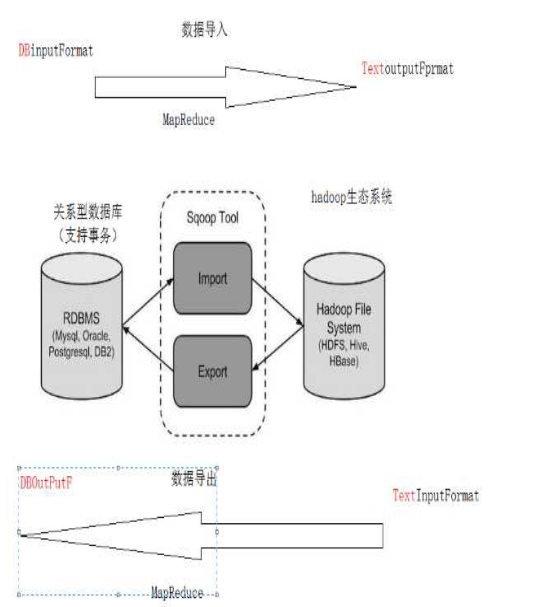 数据导入
DBinputFormat
TextoutputFprmat
MapReduce
hadoop生态系统
关系型数据库
（支持事务）
Sqoop Tool
Import
RDBMS
(Mysql, Oracle,
Postgresql, DB2)
Hadoop File
System
(HDFS, Hive,
HBase)
Export
DBOutPutF
数据导出
TextInputFormat
MapReduce